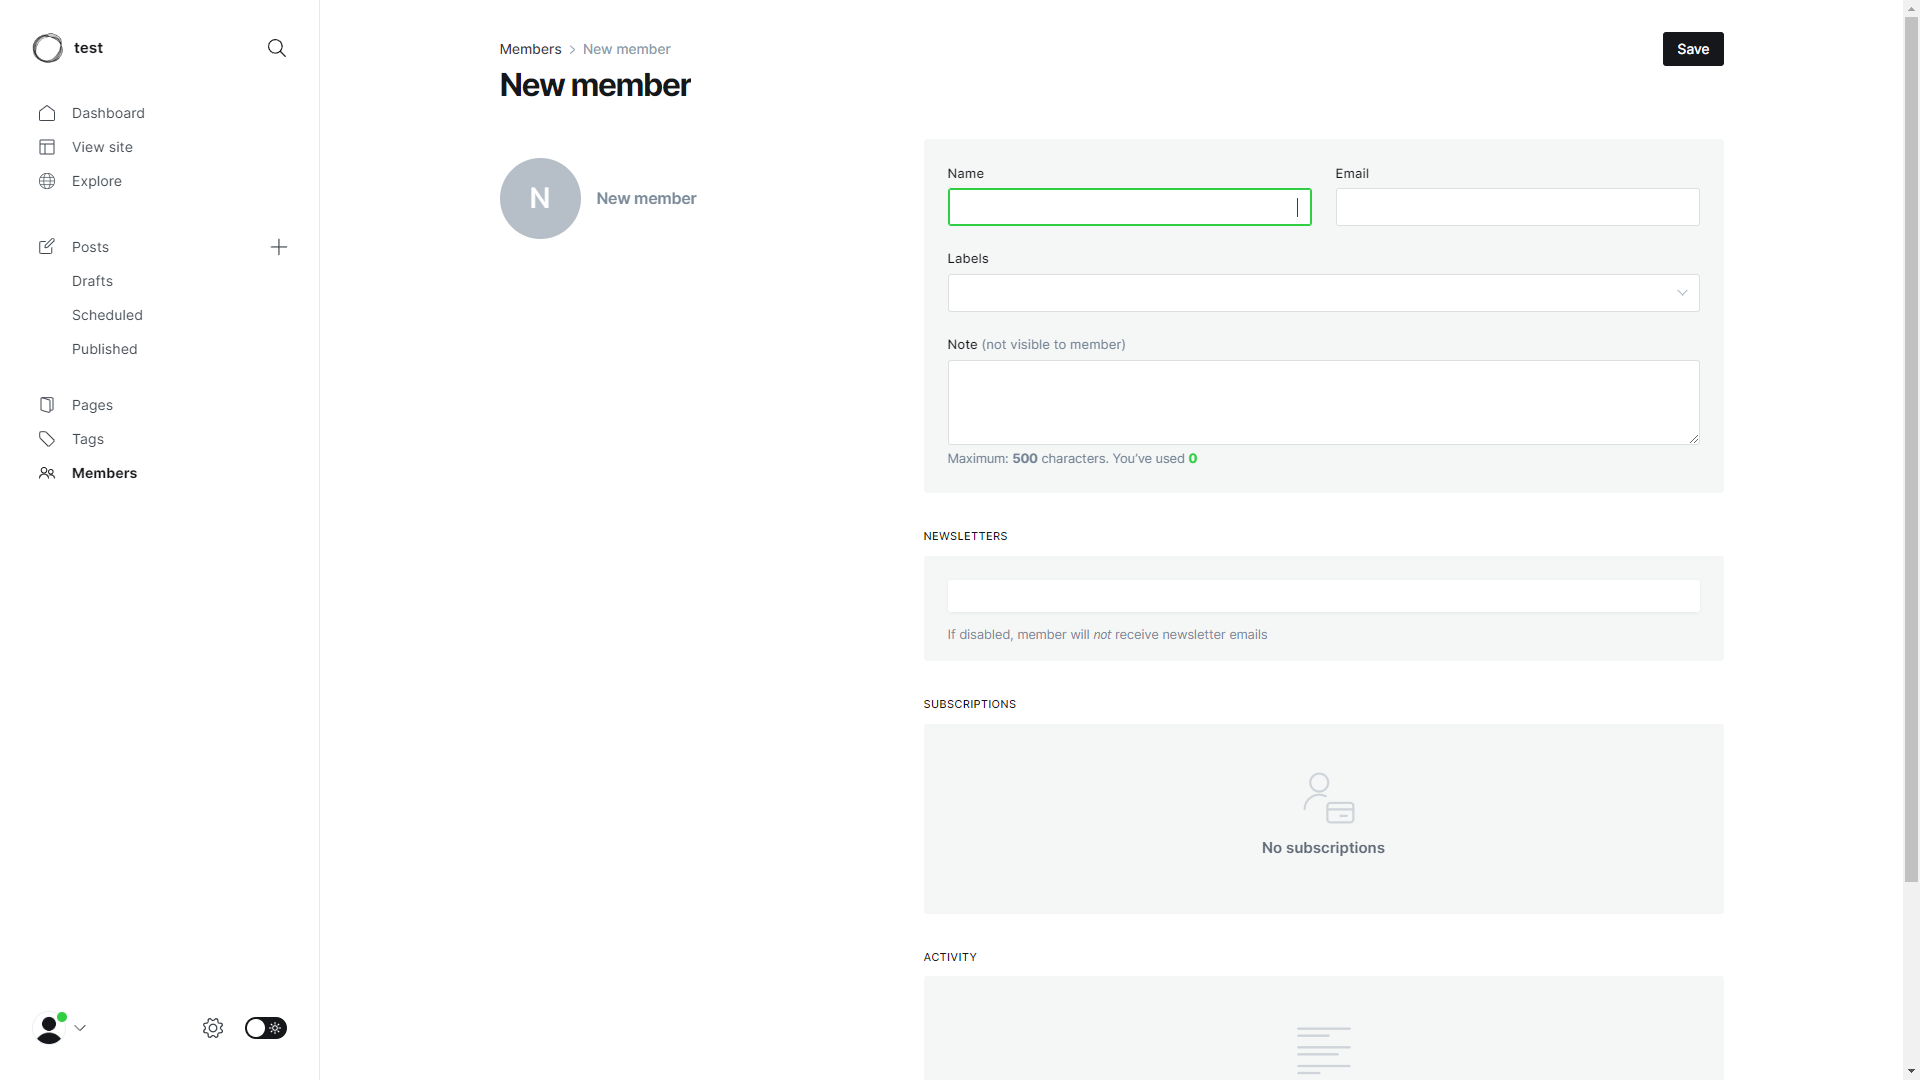 test
Dashboard
View site
Explore
Posts
Drafts
Scheduled
Published
Pages
Tags
Members
Members > New member
Save
New member
N
New member
Name
Email
Labels
Note (not visible to member)
Maximum: 500 characters. You’ve used 0
NEWSLETTERS
If disabled, member will not receive newsletter emails
SUBSCRIPTIONS
No subscriptions
ACTIVITY